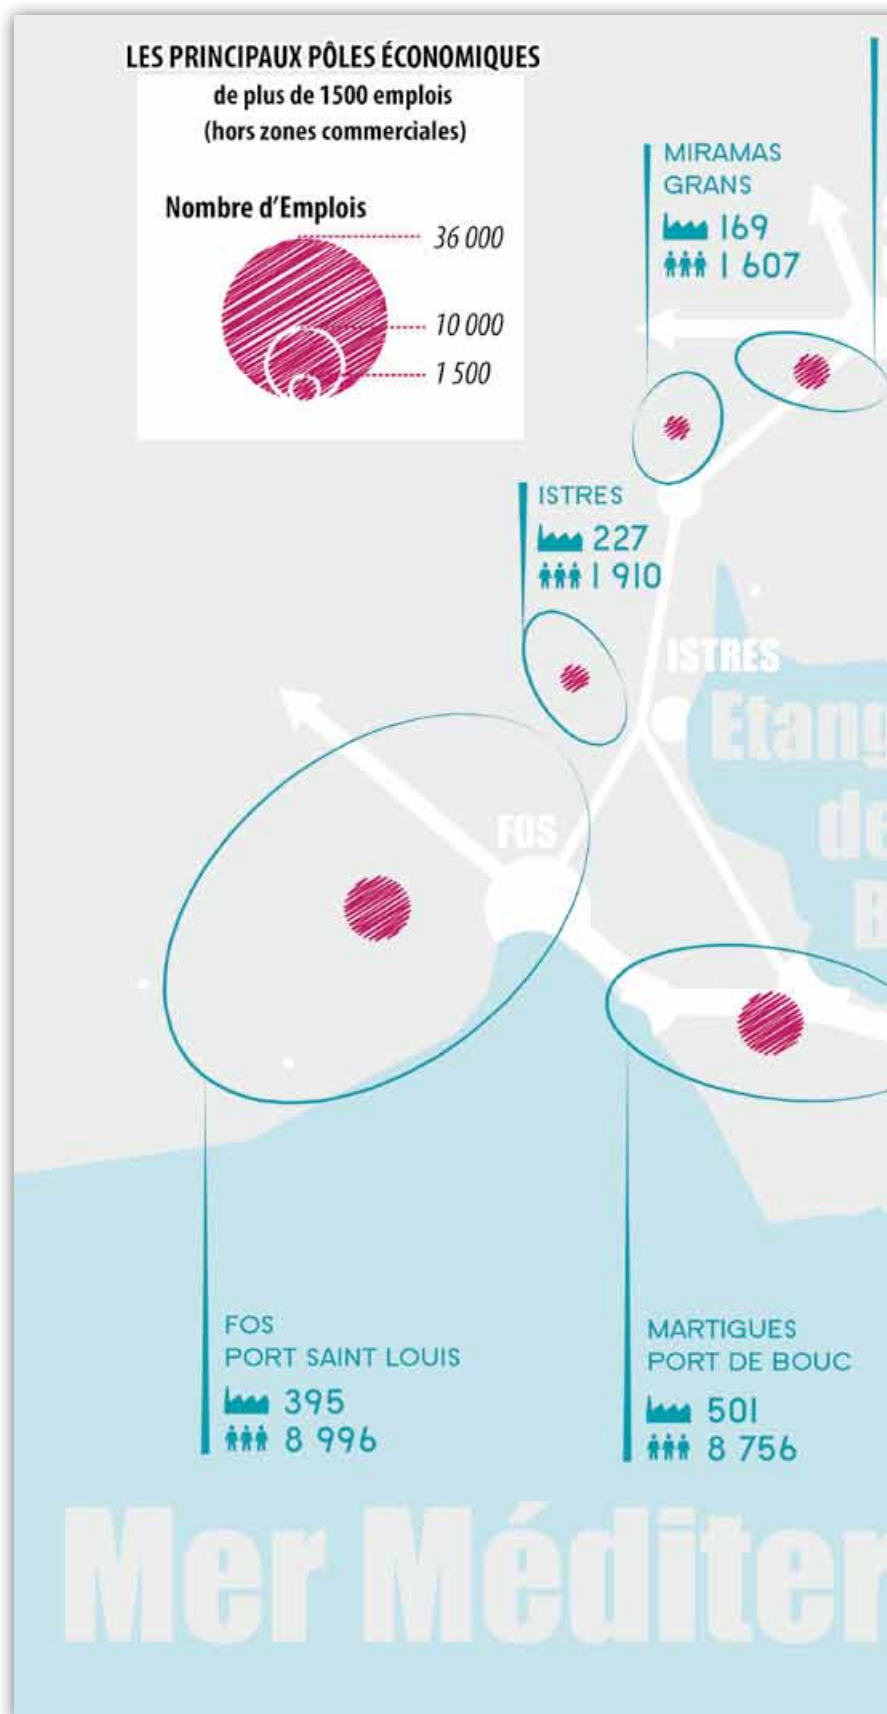 LES PRINCIPAUX PÔLES ÉCONOMIQUES
de plus de 1500 emplois
(hors zones commerciales)
Nombre d'Emplois
36 000
10 000
1 500
MIRAMAS
GRANS
169
1 607
ISTRES
227
1 910
ISTRES
Etang
de
B
FOS
FOS
PORT SAINT LOUIS
395
8 996
MARTIGUES
PORT DE BOUC
501
8 756
Mer Méditer